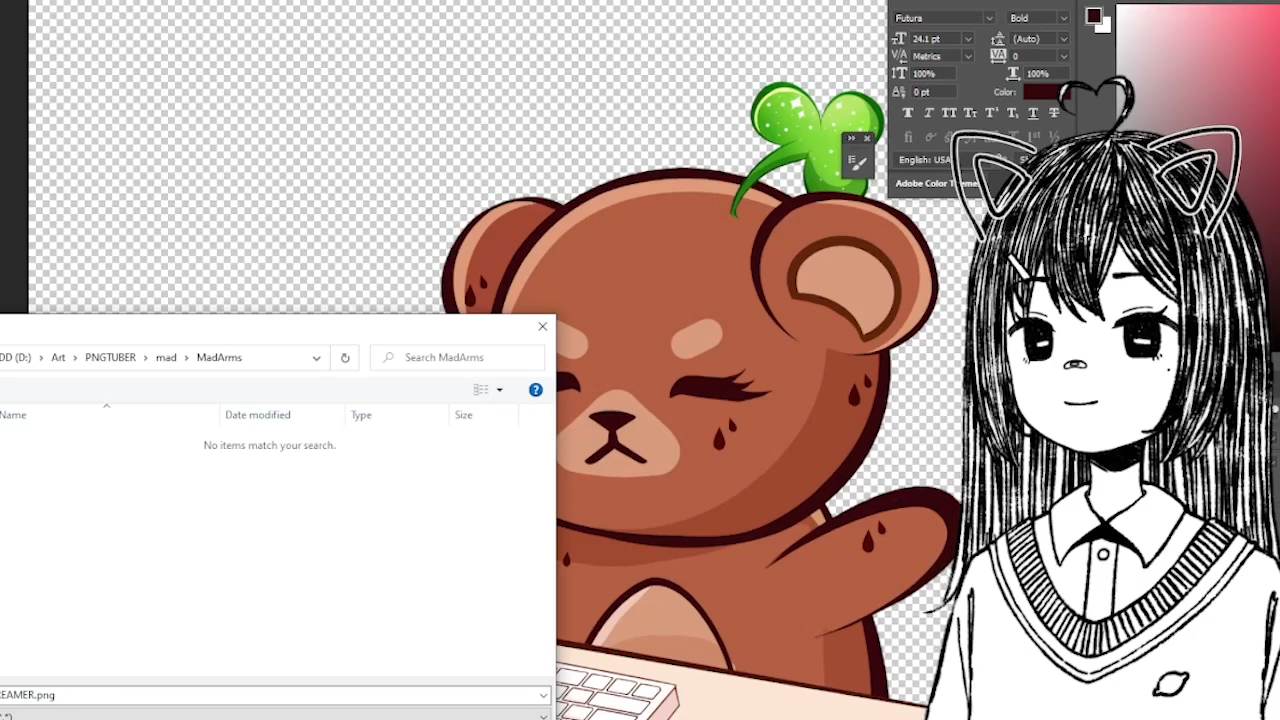 Futura Bold
24.1 pt (Auto)
Metrics 0
100% 100%
0 pt Color:
English: USA
Adobe Color Themes
DD (D:) > Art > PNGTUBER > mad > MadArms
Search MadArms
Name Date modified Type Size
No items match your search.
EAMER.png